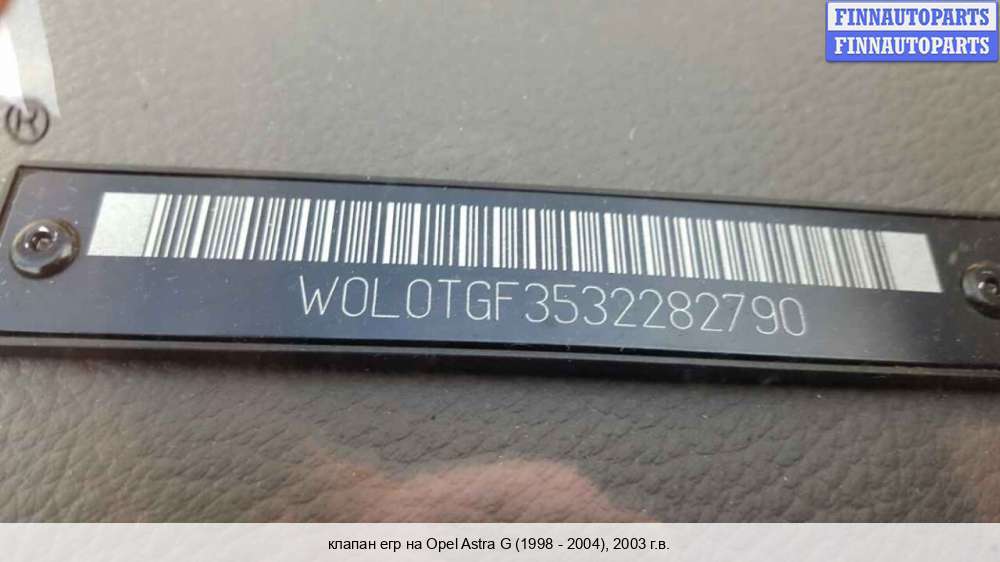 FINNAUTOPARTS
FINNAUTOPARTS
®
W0L0TGF3532282790
клапан егр на Opel Astra G (1998 - 2004), 2003 г.в.